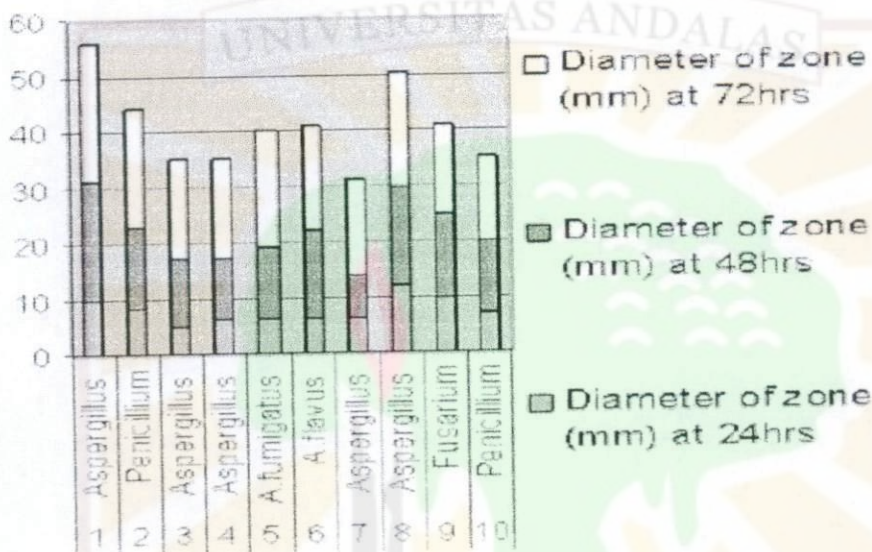 UNIVERSITAS ANDALAS
60
50
40
30
20
10
0
Diameter of zone
(mm) at 72hrs
Diameter of zone
(mm) at 48hrs
Diameter of zone
(mm) at 24hrs
Aspergillus
Penicillium
Aspergillus
Aspergillus
A.fumigatus
A.flavus
Aspergillus
Aspergillus
Fusarium
Penicillium
1 2 3 4 5 6 7 8 9 10